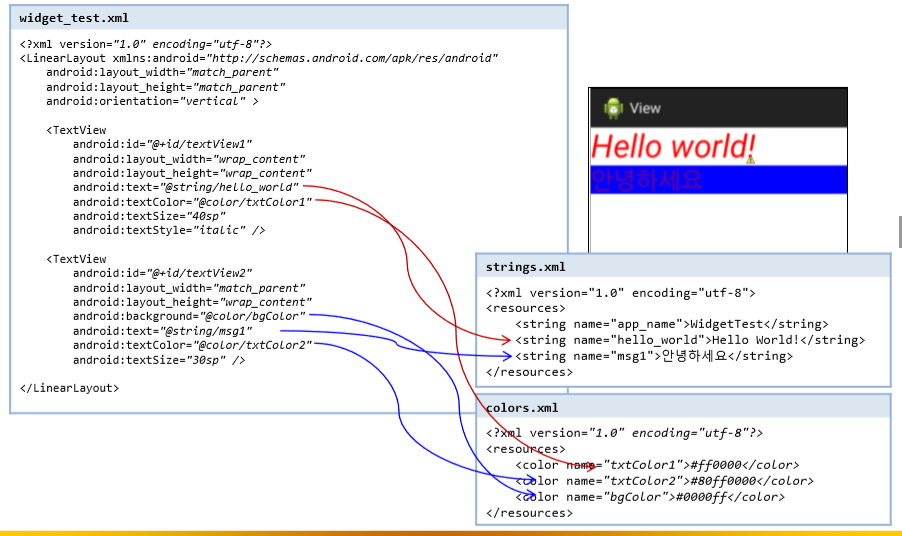 widget_test.xml
<?xml version="1.0" encoding="utf-8"?>
<LinearLayout xmlns:android="http://schemas.android.com/apk/res/android"
android:layout_width="match_parent"
android:layout_height="match_parent"
android:orientation="vertical" >
<TextView
android:id="@+id/textView1"
android:layout_width="wrap_content"
android:layout_height="wrap_content"
android:text="@string/hello_world"
android:textColor="@color/txtColor1"
android:textSize="40sp"
android:textStyle="italic" />
<TextView
android:id="@+id/textView2"
android:layout_width="match_parent"
android:layout_height="wrap_content"
android:background="@color/bgColor"
android:text="@string/msg1"
android:textColor="@color/txtColor2"
android:textSize="30sp" />
</LinearLayout>
View
Hello world!
안녕하세요
strings.xml
<?xml version="1.0" encoding="utf-8">
<resources>
<string name="app_name">WidgetTest</string>
<string name="hello_world">Hello World!</string>
<string name="msg1">안녕하세요</string>
</resources>
colors.xml
<?xml version="1.0" encoding="utf-8"?>
<resources>
<color name="txtColor1">#ff0000</color>
<color name="txtColor2">#80ff0000</color>
<color name="bgColor">#0000ff</color>
</resources>